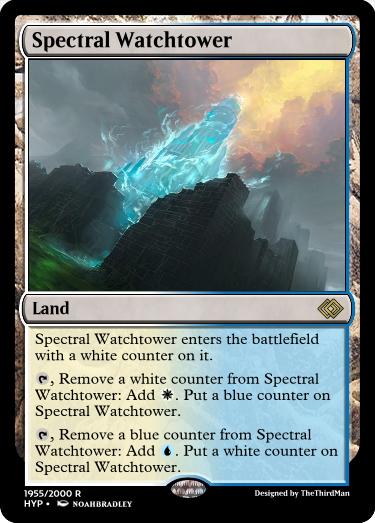 Spectral Watchtower
Land
Spectral Watchtower enters the battlefield
with a white counter on it.
, Remove a white counter from Spectral
Watchtower: Add . Put a blue counter on
Spectral Watchtower.
, Remove a blue counter from Spectral
Watchtower: Add . Put a white counter on
Spectral Watchtower.
1955/2000 R
HYP • NOAHBRADLEY
Designed by TheThirdMan